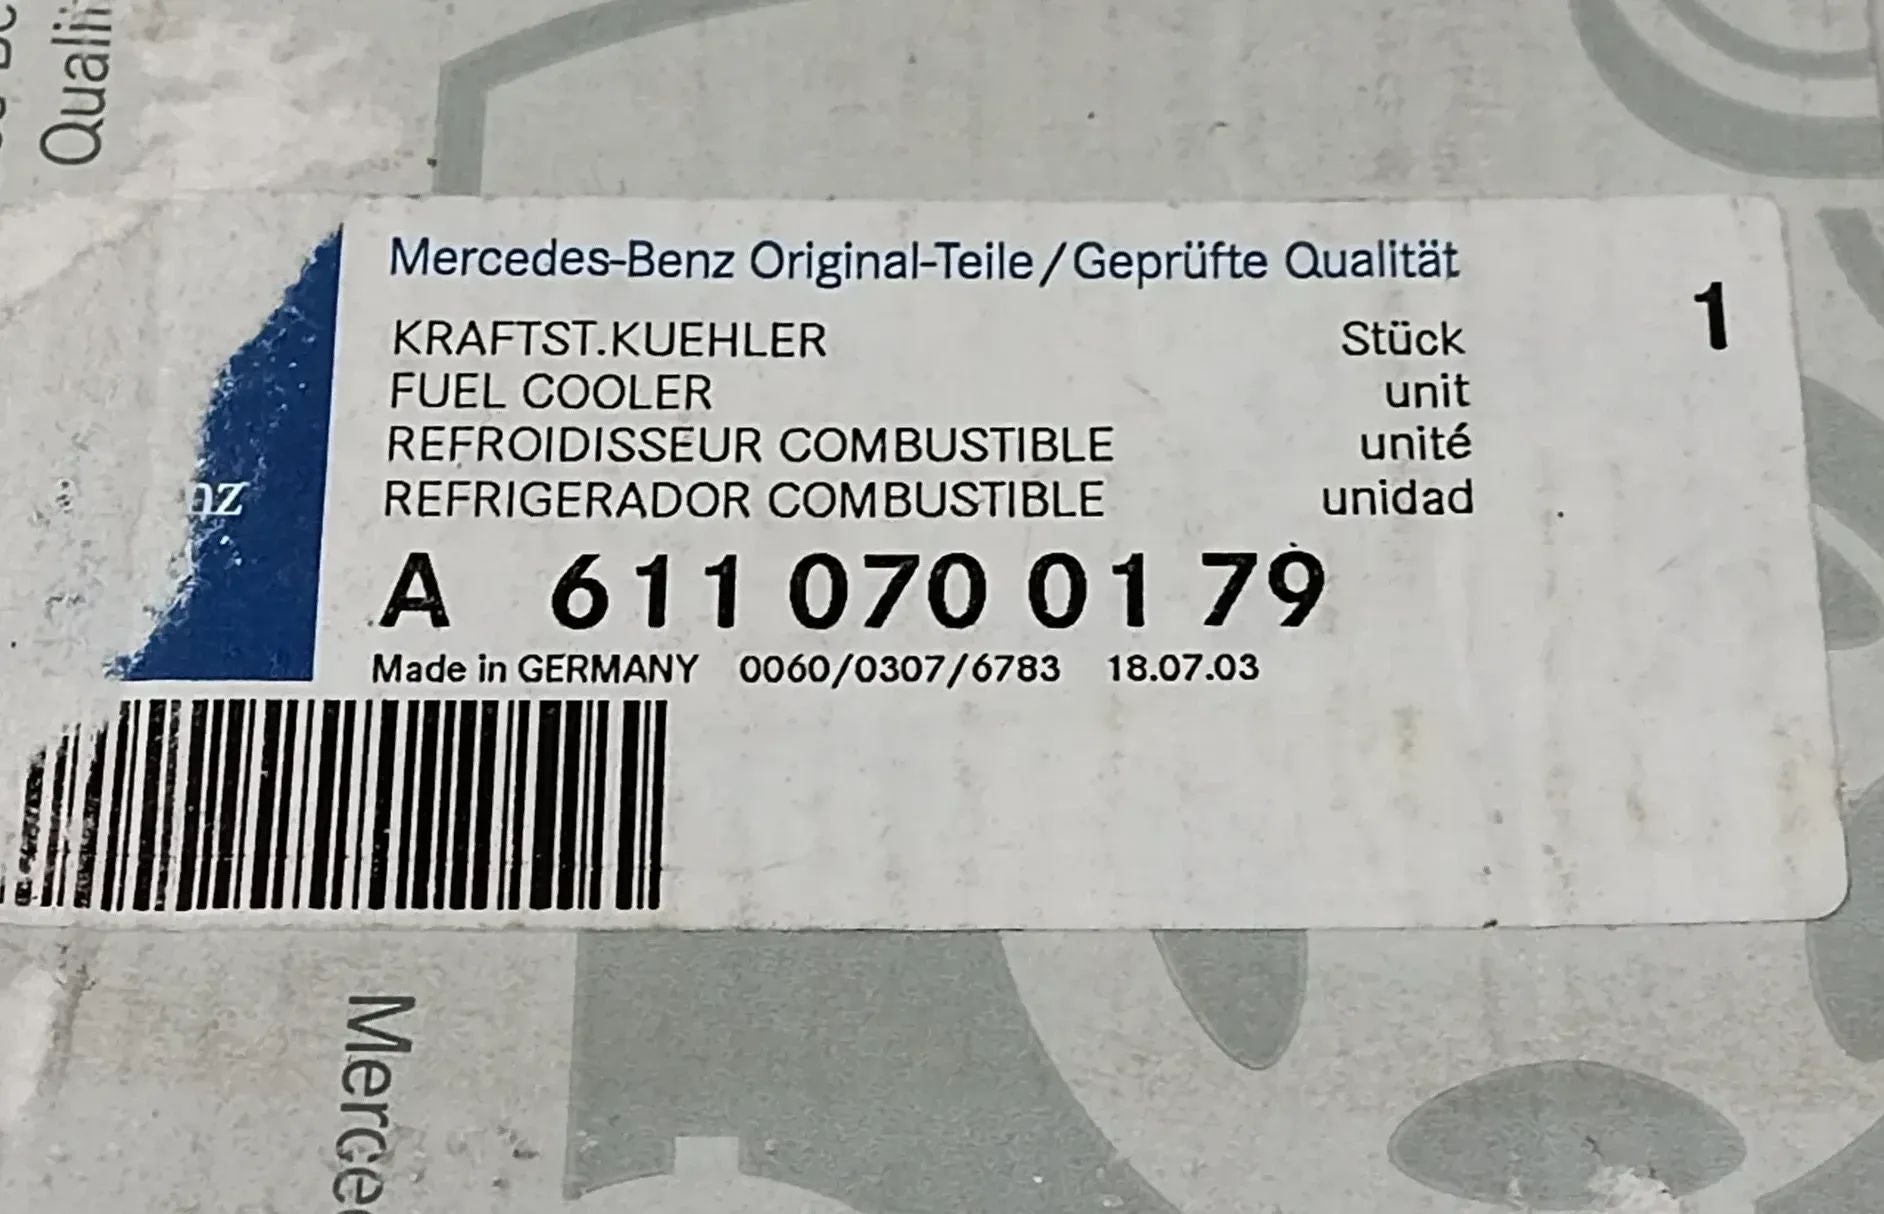 Mercedes-Benz Original-Teile/Geprüfte Qualität
KRAFTST.KUEHLER Stück 1
FUEL COOLER unit
REFROIDISSEUR COMBUSTIBLE unité
REFRIGERADOR COMBUSTIBLE unidad
A 611 070 01 79
Made in GERMANY 0060/0307/6783 18.07.03